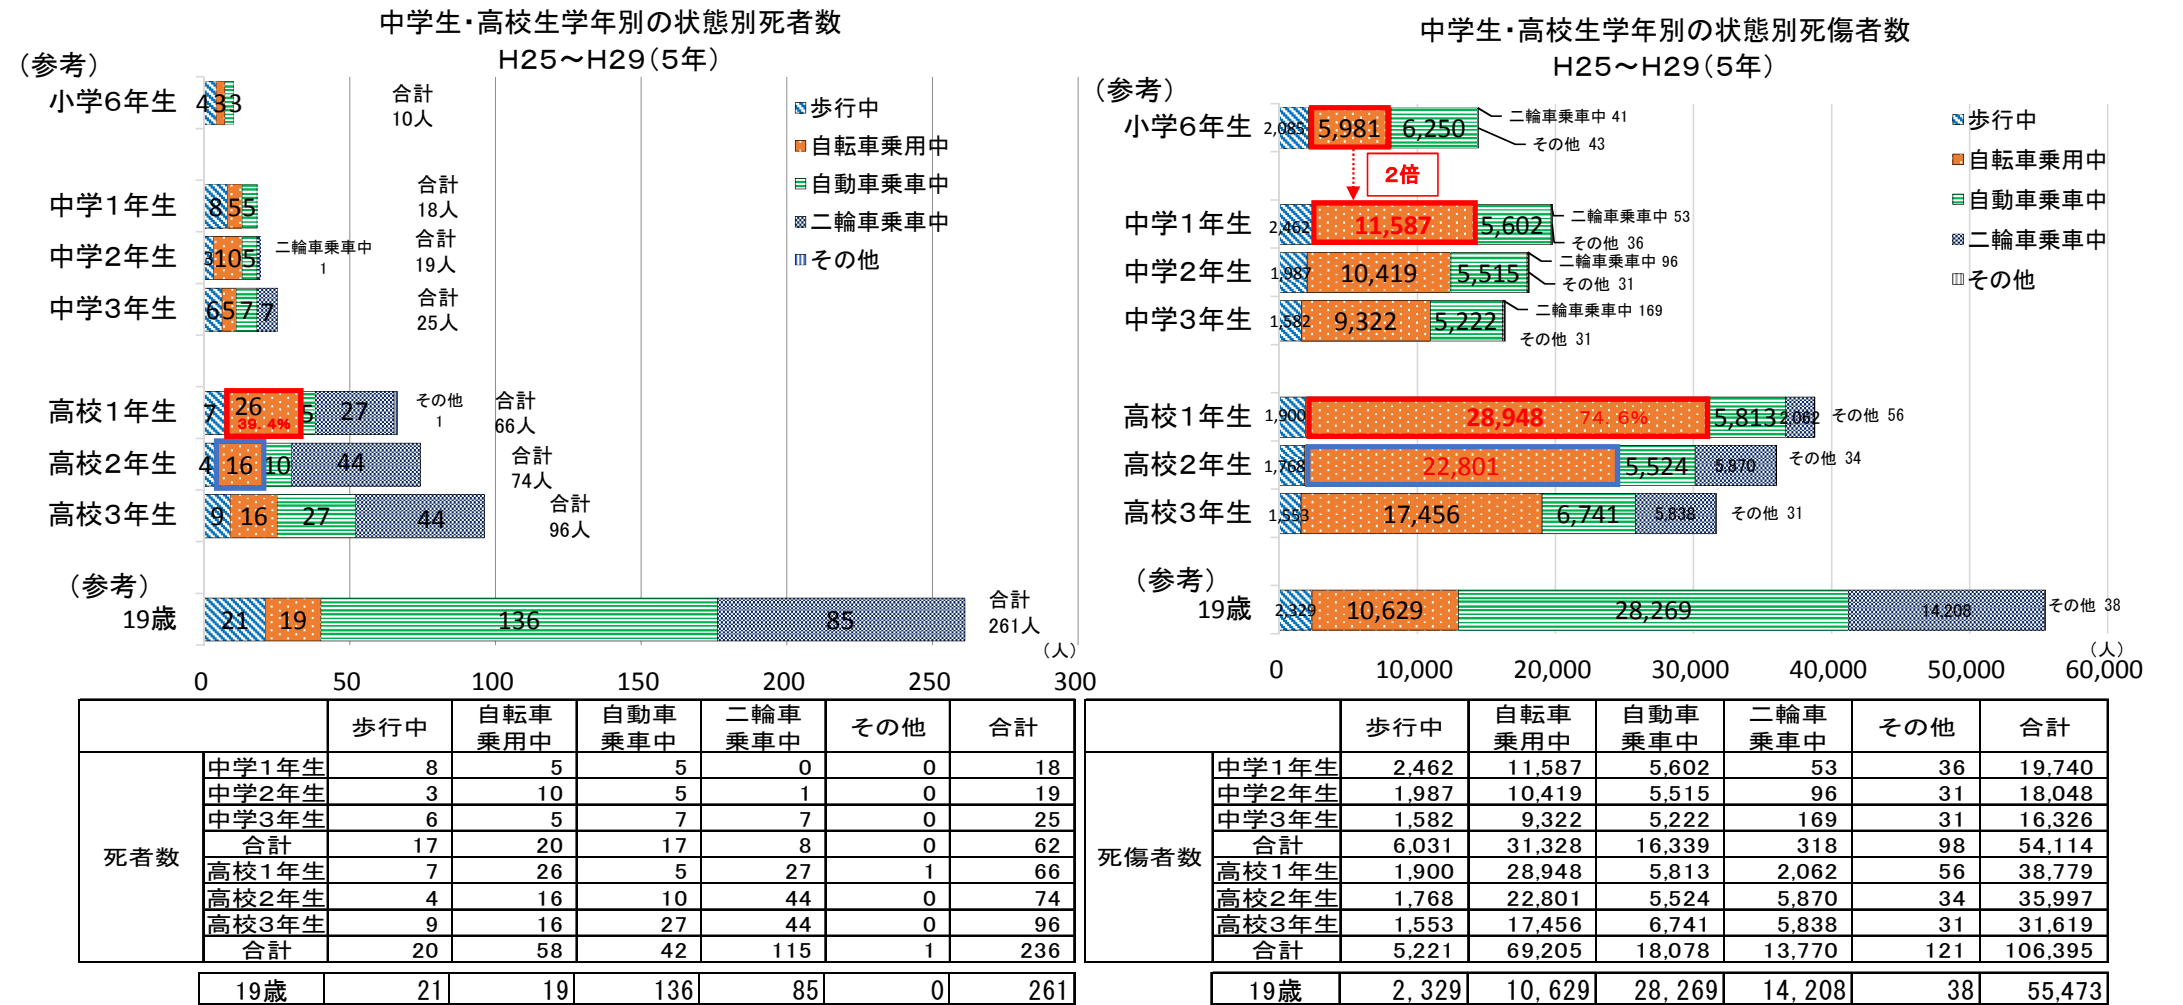 中学生・高校生学年別の状態別死者数
H25～H29（5年）
（参考）
小学6年生 4 3 3 合計 10人
中学1年生 8 5 5 合計 18人
中学2年生 3 10 5 二輪車乗車中 1 合計 19人
中学3年生 6 5 7 7 合計 25人
高校1年生 7 26 39.4% 5 27 その他 1 合計 66人
高校2年生 4 16 10 44 合計 74人
高校3年生 9 16 27 44 合計 96人
（参考）
19歳 21 19 136 85 合計 261人
（人）
0 50 100 150 200 250 300
歩行中
自転車乗用中
自動車乗車中
二輪車乗車中
その他
歩行中 自転車乗用中 自動車乗車中 二輪車乗車中 その他 合計
死者数
中学1年生 8 5 5 0 0 18
中学2年生 3 10 5 1 0 19
中学3年生 6 5 7 7 0 25
合計 17 20 17 8 0 62
高校1年生 7 26 5 27 1 66
高校2年生 4 16 10 44 0 74
高校3年生 9 16 27 44 0 96
合計 20 58 42 115 1 236
19歳 21 19 136 85 0 261
中学生・高校生学年別の状態別死傷者数
H25～H29（5年）
（参考）
小学6年生 2,085 5,981 6,250 二輪車乗車中 41 その他 43
2倍
中学1年生 2,462 11,587 5,602 二輪車乗車中 53 その他 36
中学2年生 1,987 10,419 5,515 二輪車乗車中 96 その他 31
中学3年生 1,582 9,322 5,222 二輪車乗車中 169 その他 31
高校1年生 1,900 28,948 74.6% 5,813 2,062 その他 56
高校2年生 1,768 22,801 5,524 5,870 その他 34
高校3年生 1,553 17,456 6,741 5,838 その他 31
（参考）
19歳 2,329 10,629 28,269 14,208 その他 38
（人）
0 10,000 20,000 30,000 40,000 50,000 60,000
歩行中
自転車乗用中
自動車乗車中
二輪車乗車中
その他
歩行中 自転車乗用中 自動車乗車中 二輪車乗車中 その他 合計
死傷者数
中学1年生 2,462 11,587 5,602 53 36 19,740
中学2年生 1,987 10,419 5,515 96 31 18,048
中学3年生 1,582 9,322 5,222 169 31 16,326
合計 6,031 31,328 16,339 318 98 54,114
高校1年生 1,900 28,948 5,813 2,062 56 38,779
高校2年生 1,768 22,801 5,524 5,870 34 35,997
高校3年生 1,553 17,456 6,741 5,838 31 31,619
合計 5,221 69,205 18,078 13,770 121 106,395
19歳 2,329 10,629 28,269 14,208 38 55,473